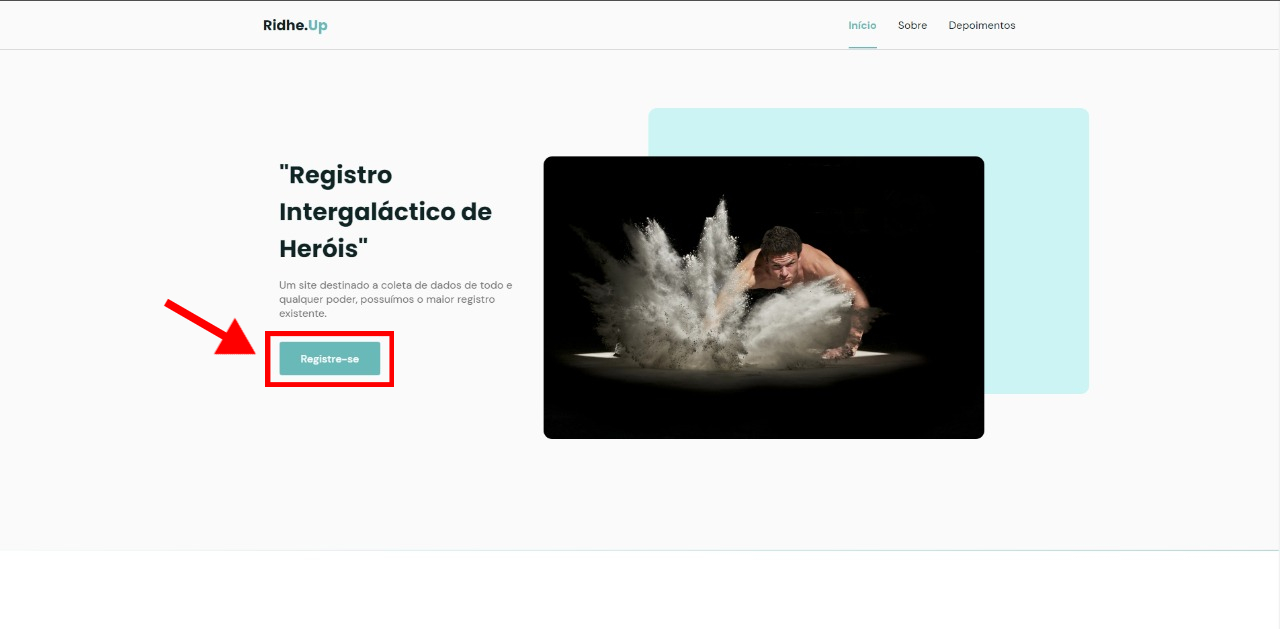 Ridhe.Up
Início Sobre Depoimentos
"Registro
Intergaláctico de
Heróis"
Um site destinado a coleta de dados de todo e
qualquer poder, possuímos o maior registro
existente.
Registre-se